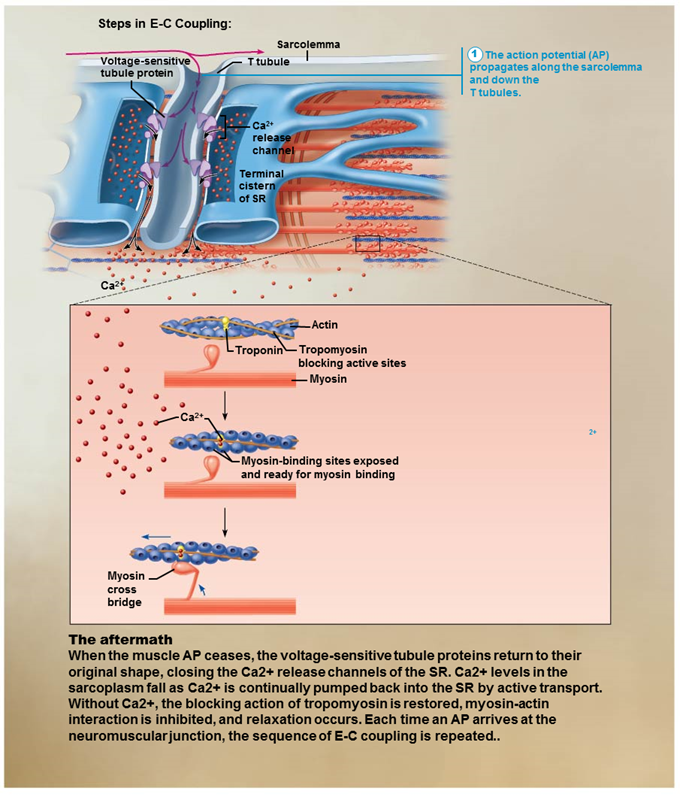 Steps in E-C Coupling:
Sarcolemma
Voltage-sensitive
tubule protein
T tubule
1 The action potential (AP)
propagates along the sarcolemma
and down the
T tubules.
Ca2+
release
channel
Terminal
cistern
of SR
Ca2+
Actin
Troponin
Tropomyosin
blocking active sites
Myosin
Ca2+
2+
Myosin-binding sites exposed
and ready for myosin binding
Myosin
cross
bridge
The aftermath
When the muscle AP ceases, the voltage-sensitive tubule proteins return to their
original shape, closing the Ca2+ release channels of the SR. Ca2+ levels in the
sarcoplasm fall as Ca2+ is continually pumped back into the SR by active transport.
Without Ca2+, the blocking action of tropomyosin is restored, myosin-actin
interaction is inhibited, and relaxation occurs. Each time an AP arrives at the
neuromuscular junction, the sequence of E-C coupling is repeated..